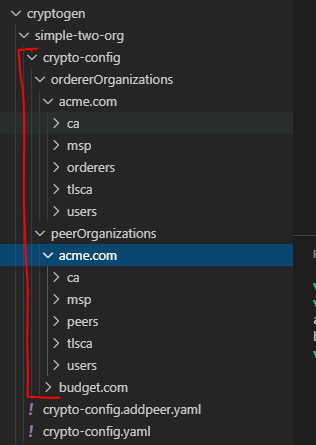 cryptogen
simple-two-org
crypto-config
ordererOrganizations
acme.com
ca
msp
orderers
tlsca
users
peerOrganizations
acme.com
ca
msp
peers
tlsca
users
budget.com
! crypto-config.addpeer.yaml
! crypto-config.yaml